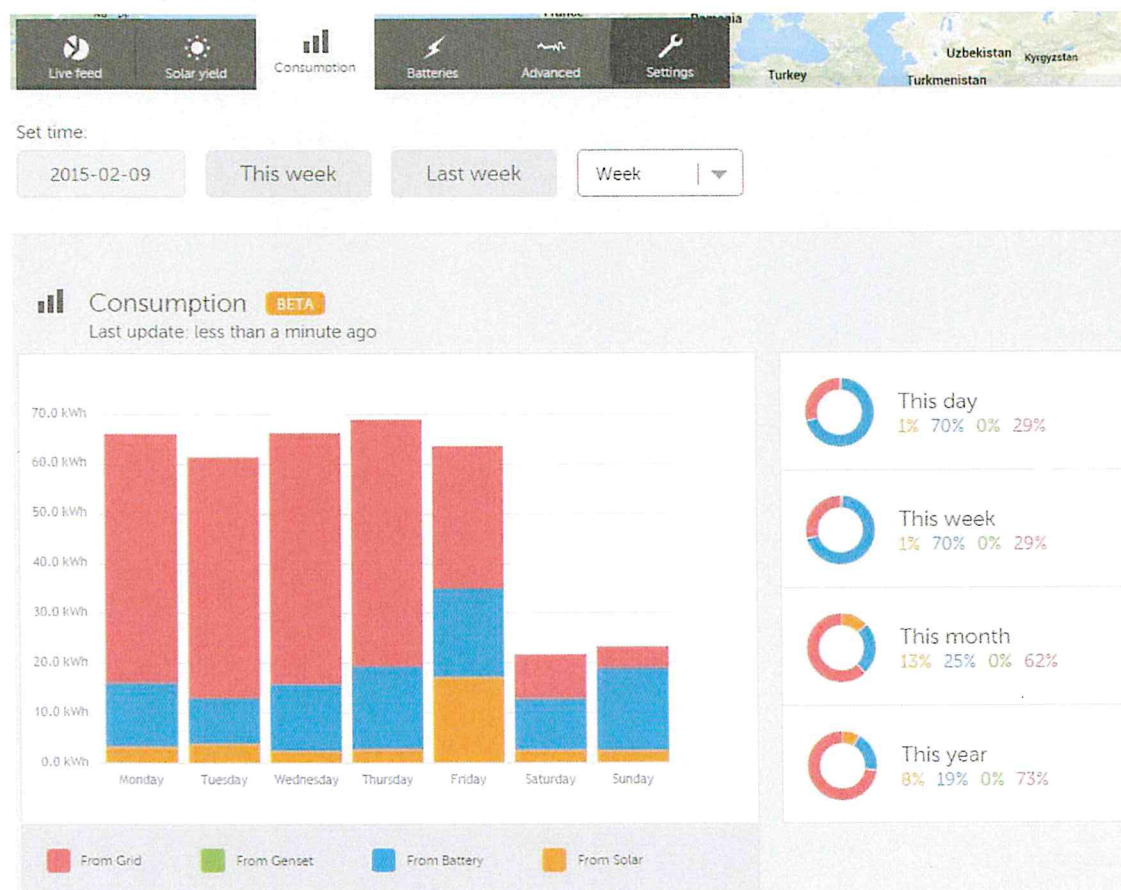 Live feed
Solar yield
Consumption
Batteries
Advanced
Settings
Turkey
Uzbekistan
Kyrgyzstan
Turkmenistan
Set time:
2015-02-09
This week
Last week
Week
Consumption BETA
Last update: less than a minute ago
70.0 kWh
60.0 kWh
50.0 kWh
40.0 kWh
30.0 kWh
20.0 kWh
10.0 kWh
0.0 kWh
Monday Tuesday Wednesday Thursday Friday Saturday Sunday
From Grid From Genset From Battery From Solar
This day
1% 70% 0% 29%
This week
1% 70% 0% 29%
This month
13% 25% 0% 62%
This year
8% 19% 0% 73%